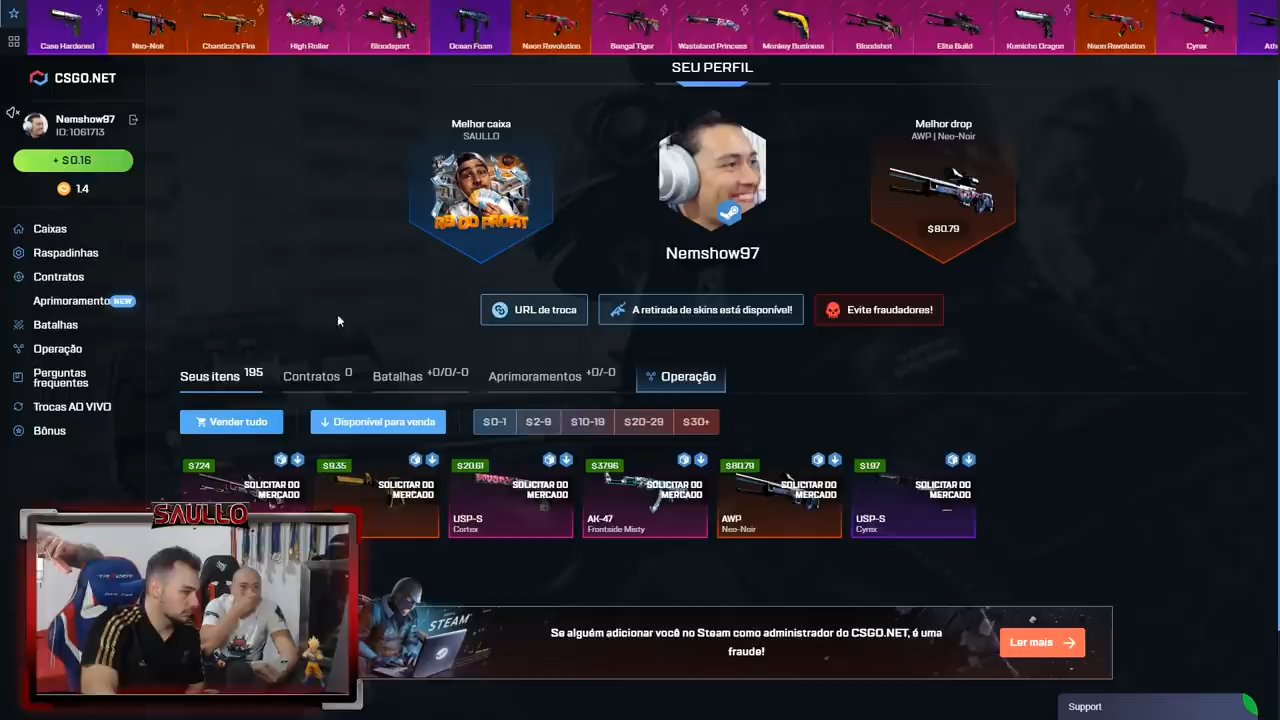 Case Hardened
Neo-Noir
Chantico's Fire
High Roller
Bloodsport
Ocean Foam
Neon Revolution
Bengal Tiger
Wasteland Princess
Monkey Business
Bloodshot
Elite Build
Kumicho Dragon
Neon Revolution
Cyrex
Ath
CSGO.NET
SEU PERFIL
Nemshow97
ID: 1061713
+ $0.16
1.4
Melhor caixa
SAULLO
REI DO PROFIT
Melhor drop
AWP | Neo-Noir
$80.79
Nemshow97
Caixas
Raspadinhas
Contratos
Aprimoramento NEW
Batalhas
Operação
Perguntas
frequentes
Trocas AO VIVO
Bônus
URL de troca
A retirada de skins está disponível!
Evite fraudadores!
Seus itens 195
Contratos 0
Batalhas +0/0/-0
Aprimoramentos +0/-0
Operação
Vender tudo
Disponível para venda
$0-1
$2-9
$10-19
$20-29
$30+
$7.24
SOLICITAR DO
MERCADO
$9.35
SOLICITAR DO
MERCADO
$20.61
SOLICITAR DO
MERCADO
USP-S
Cortex
$37.96
SOLICITAR DO
MERCADO
AK-47
Frontside Misty
$80.79
SOLICITAR DO
MERCADO
AWP
Neo-Noir
$1.97
SOLICITAR DO
MERCADO
USP-S
Cyrex
SAULLO
STEAM
Se alguém adicionar você no Steam como administrador do CSGO.NET, é uma
fraude!
Ler mais
Support